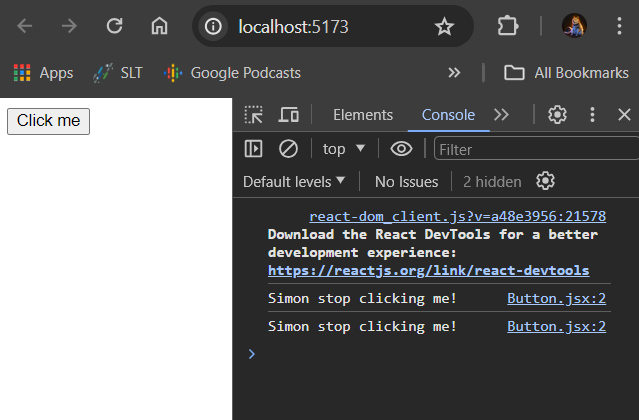 localhost:5173
Apps SLT Google Podcasts » All Bookmarks
Click me
Elements Console »
top Filter
Default levels No Issues 2 hidden
react-dom_client.js?v=a48e3956:21578
Download the React DevTools for a better
development experience:
https://reactjs.org/link/react-devtools
Simon stop clicking me! Button.jsx:2
Simon stop clicking me! Button.jsx:2